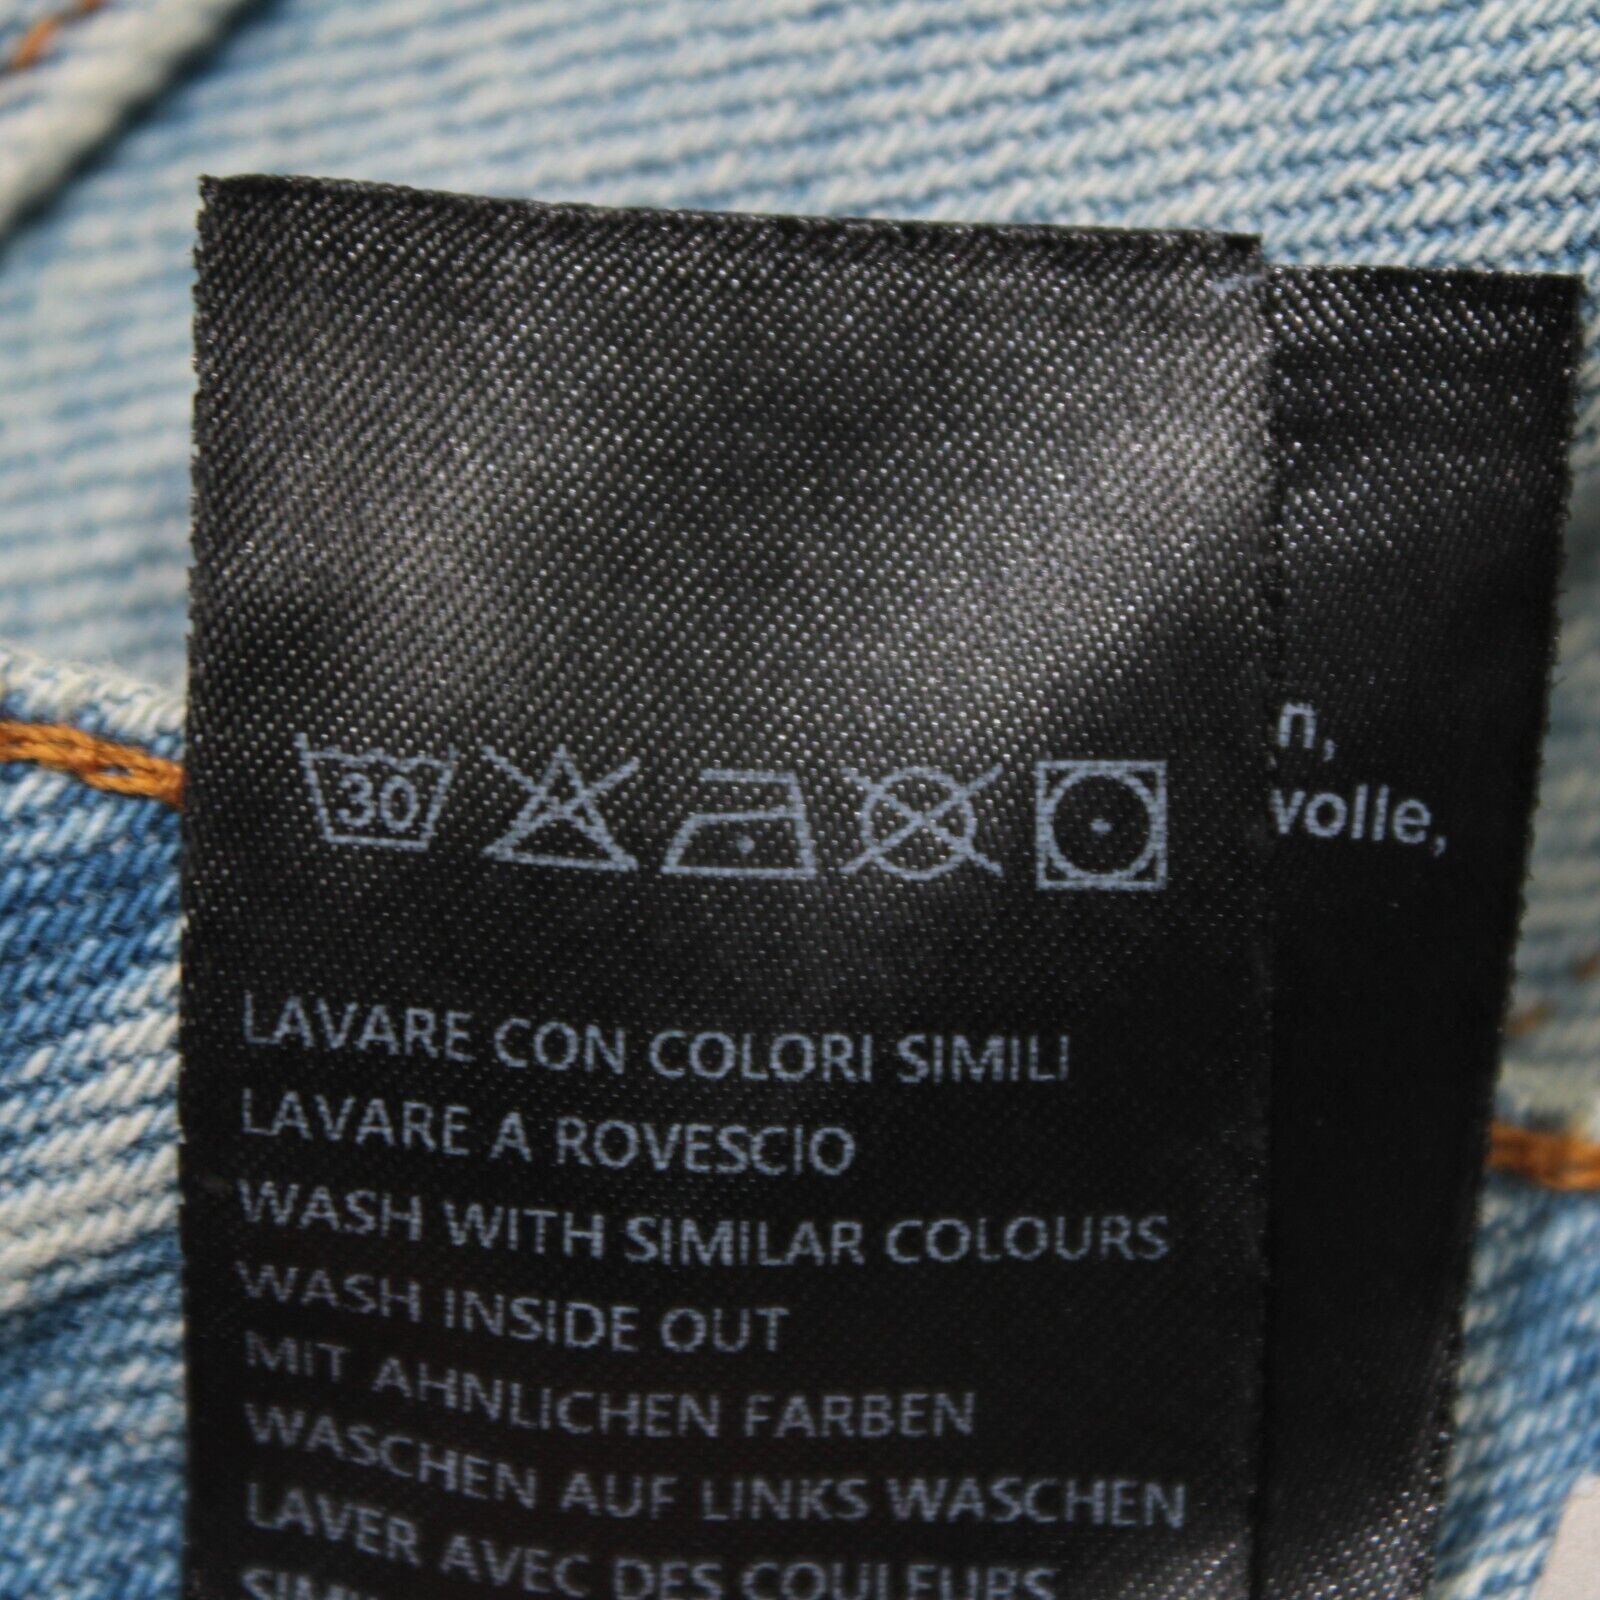 30
LAVARE CON COLORI SIMILI
LAVARE A ROVESCIO
WASH WITH SIMILAR COLOURS
WASH INSIDE OUT
MIT AHNLICHEN FARBEN
WASCHEN AUF LINKS WASCHEN
LAVER AVEC DES COULEURS
n,
volle,